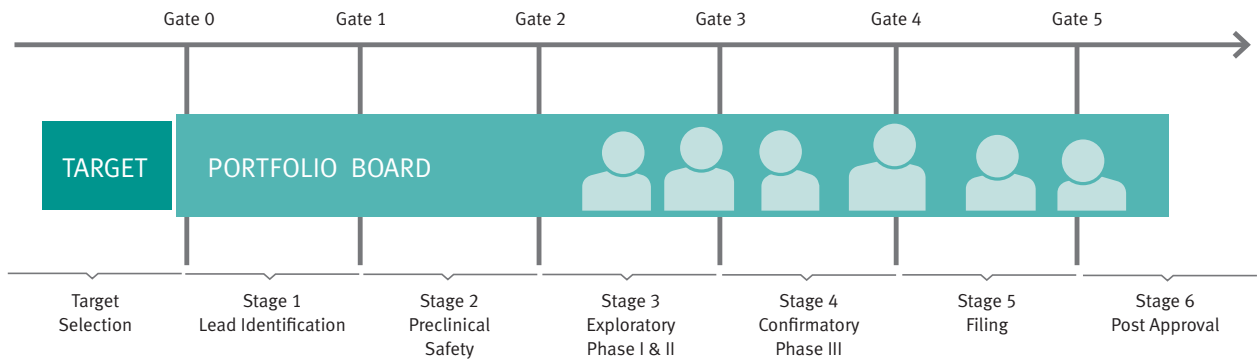 Gate 0
Gate 1
Gate 2
Gate 3
Gate 4
Gate 5
TARGET
PORTFOLIO BOARD
Target
Selection
Stage 1
Lead Identification
Stage 2
Preclinical
Safety
Stage 3
Exploratory
Phase I & II
Stage 4
Confirmatory
Phase III
Stage 5
Filing
Stage 6
Post Approval